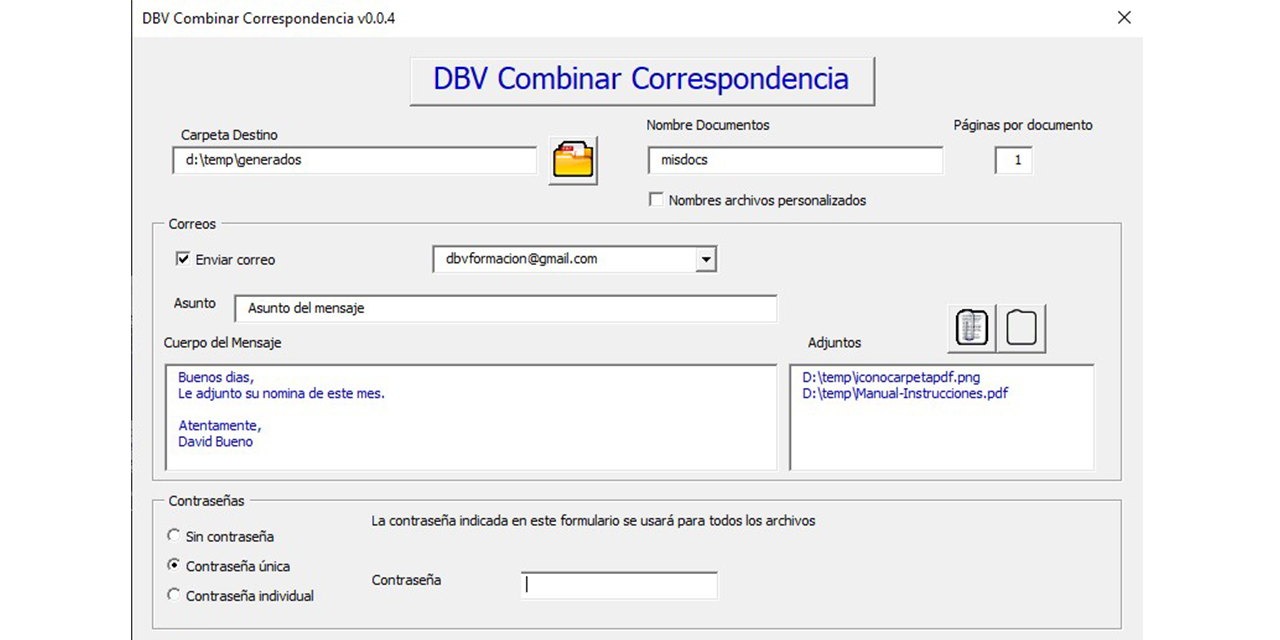 DBV Combinar Correspondencia v0.0.4
DBV Combinar Correspondencia
Carpeta Destino
d:\temp\generados
Nombre Documentos
misdocs
Páginas por documento
1
Nombres archivos personalizados
Correos
Enviar correo
dbvformacion@gmail.com
Asunto
Asunto del mensaje
Cuerpo del Mensaje
Buenos dias,
Le adjunto su nomina de este mes.
Atentamente,
David Bueno
Adjuntos
D:\temp\iconocarpetapdf.png
D:\temp\Manual-Instrucciones.pdf
Contraseñas
Sin contraseña
Contraseña única
Contraseña individual
La contraseña indicada en este formulario se usará para todos los archivos
Contraseña